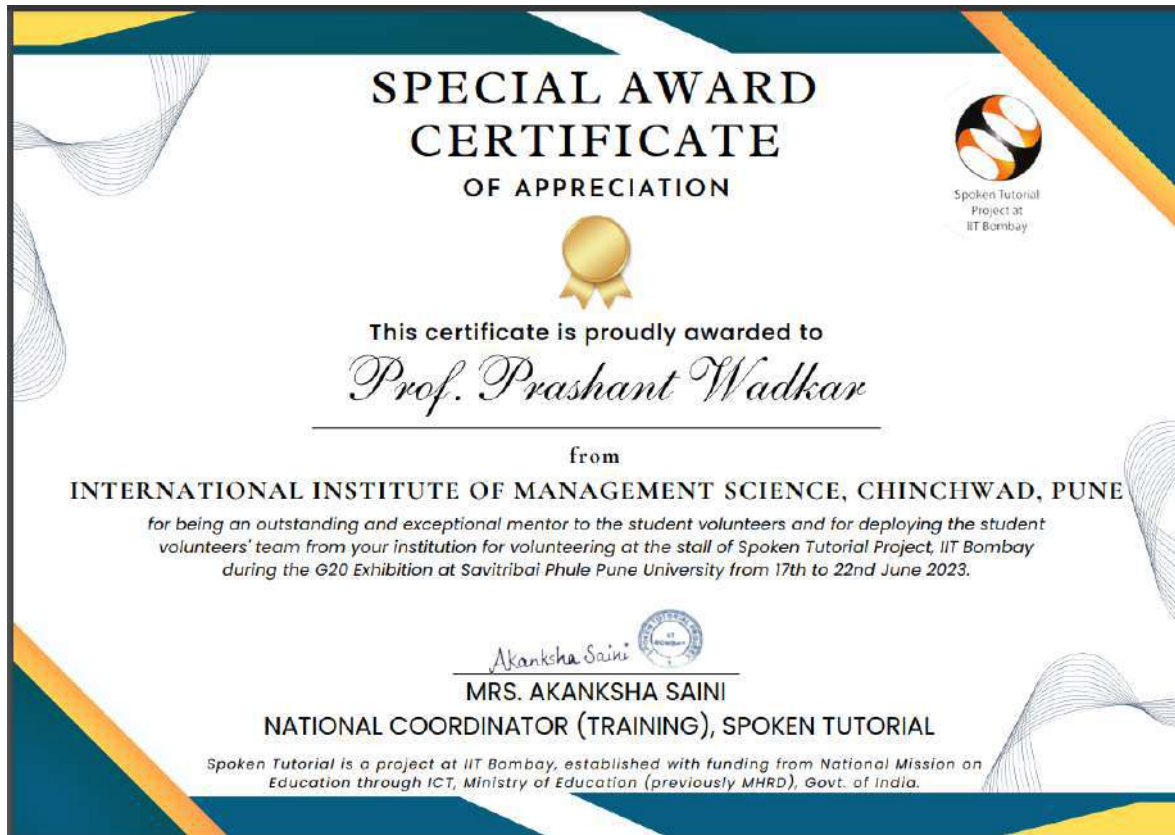 SPECIAL AWARD
CERTIFICATE
OF APPRECIATION
Spoken Tutorial
Project at
IIT Bombay
This certificate is proudly awarded to
Prof. Prashant Wadkar
from
INTERNATIONAL INSTITUTE OF MANAGEMENT SCIENCE, CHINCHWAD, PUNE
for being an outstanding and exceptional mentor to the student volunteers and for deploying the student
volunteers' team from your institution for volunteering at the stall of Spoken Tutorial Project, IIT Bombay
during the G20 Exhibition at Savitribai Phule Pune University from 17th to 22nd June 2023.
Akanksha Saini
SPOKEN TUTORIAL PROJECT
IIT
BOMBAY
MRS. AKANKSHA SAINI
NATIONAL COORDINATOR (TRAINING), SPOKEN TUTORIAL
Spoken Tutorial is a project at IIT Bombay, established with funding from National Mission on
Education through ICT, Ministry of Education (previously MHRD), Govt. of India.